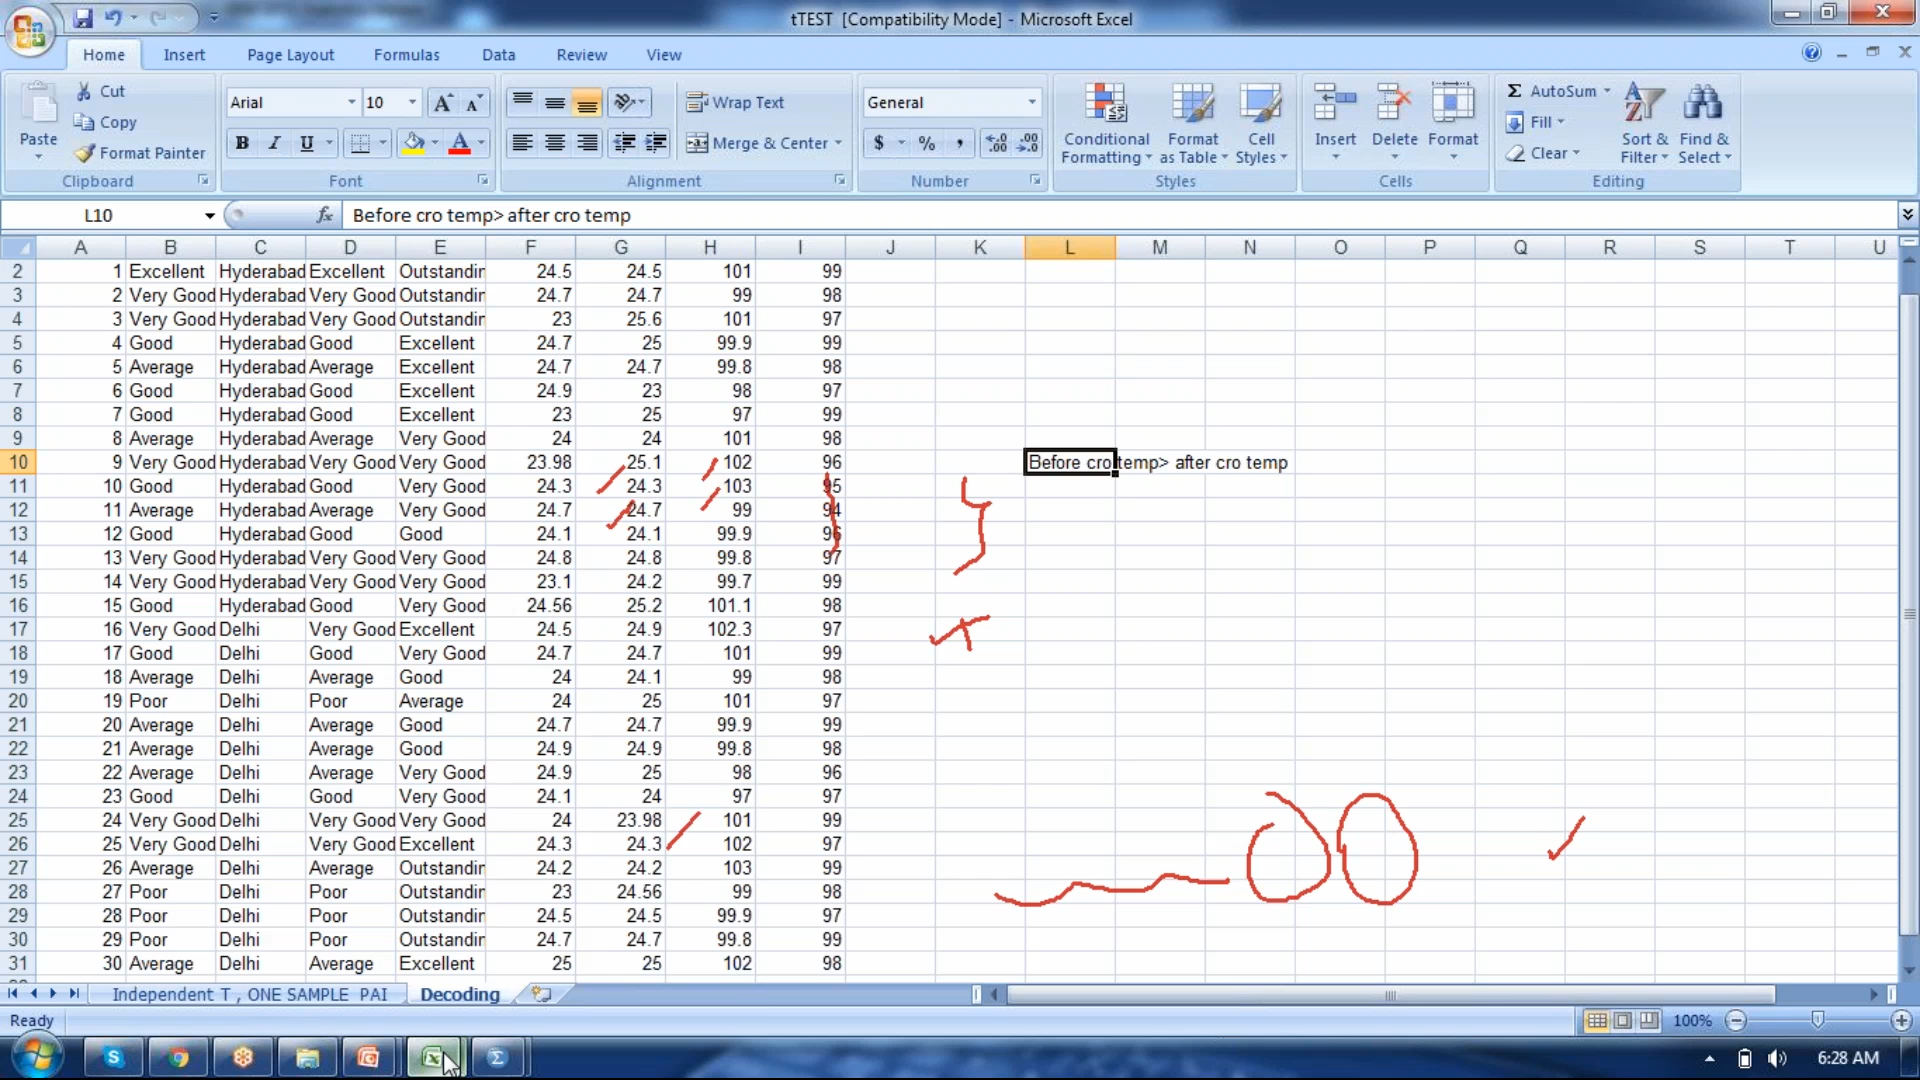 tTEST [Compatibility Mode] - Microsoft Excel
Home Insert Page Layout Formulas Data Review View
Paste Cut Copy Format Painter Clipboard
Arial 10 B I U Font
Wrap Text Merge & Center Alignment
General $ % , Number
Conditional Formatting Format as Table Cell Styles Styles
Insert Delete Format Cells
Σ AutoSum Fill Clear Sort & Filter Find & Select Editing
L10 fx Before cro temp> after cro temp
A B C D E F G H I J K L M N O P Q R S T U
2 1 Excellent Hyderabad Excellent Outstandin 24.5 24.5 101 99
3 2 Very Good Hyderabad Very Good Outstandin 24.7 24.7 99 98
4 3 Very Good Hyderabad Very Good Outstandin 23 25.6 101 97
5 4 Good Hyderabad Good Excellent 24.7 25 99.9 99
6 5 Average Hyderabad Average Excellent 24.7 24.7 99.8 98
7 6 Good Hyderabad Good Excellent 24.9 23 98 97
8 7 Good Hyderabad Good Excellent 23 25 97 99
9 8 Average Hyderabad Average Very Good 24 24 101 98
10 9 Very Good Hyderabad Very Good Very Good 23.98 25.1 102 96 Before cro temp> after cro temp
11 10 Good Hyderabad Good Very Good 24.3 24.3 103 95
12 11 Average Hyderabad Average Very Good 24.7 24.7 99 94
13 12 Good Hyderabad Good Good 24.1 24.1 99.9 96
14 13 Very Good Hyderabad Very Good Very Good 24.8 24.8 99.8 97
15 14 Very Good Hyderabad Very Good Very Good 23.1 24.2 99.7 99
16 15 Good Hyderabad Good Very Good 24.56 25.2 101.1 98
17 16 Very Good Delhi Very Good Excellent 24.5 24.9 102.3 97
18 17 Good Delhi Good Very Good 24.7 24.7 101 99
19 18 Average Delhi Average Good 24 24.1 99 98
20 19 Poor Delhi Poor Average 24 25 101 97
21 20 Average Delhi Average Good 24.7 24.7 99.9 99
22 21 Average Delhi Average Good 24.9 24.9 99.8 98
23 22 Average Delhi Average Very Good 24.9 25 98 96
24 23 Good Delhi Good Very Good 24.1 24 97 97
25 24 Very Good Delhi Very Good Very Good 24 23.98 101 99
26 25 Very Good Delhi Very Good Excellent 24.3 24.3 102 97
27 26 Average Delhi Average Outstandin 24.2 24.2 103 99
28 27 Poor Delhi Poor Outstandin 23 24.56 99 98
29 28 Poor Delhi Poor Outstandin 24.5 24.5 99.9 97
30 29 Poor Delhi Poor Outstandin 24.7 24.7 99.8 99
31 30 Average Delhi Average Excellent 25 25 102 98
Independent T , ONE SAMPLE PAI Decoding
Ready 100%
6:28 AM